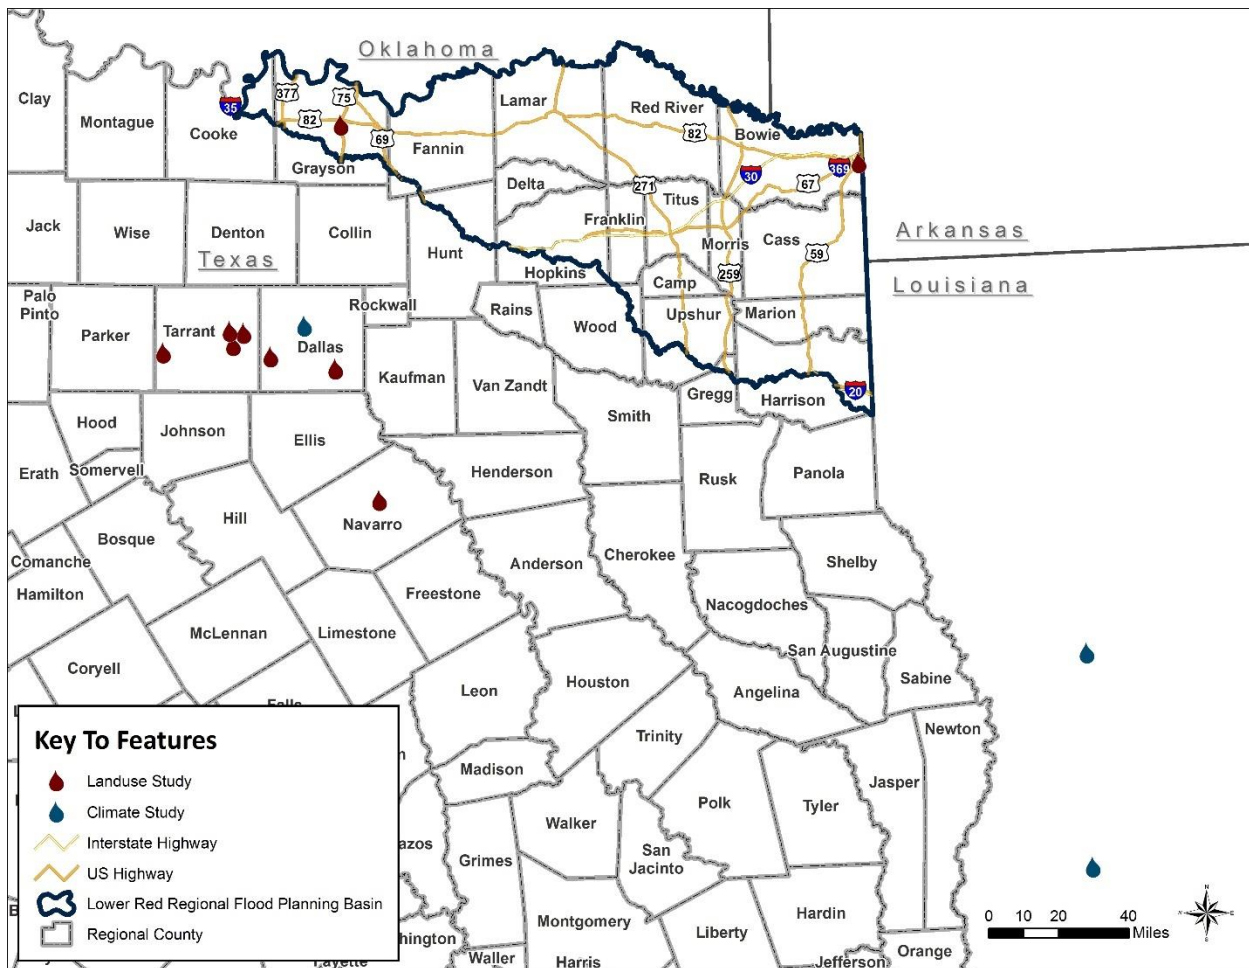 Oklahoma
Clay
Montague
Cooke
35
377
75
82
69
Grayson
Fannin
Lamar
Red River
82
Bowie
30
67
369
Delta
271
Titus
Franklin
Morris
Cass
59
259
Arkansas
Louisiana
Jack
Wise
Denton
Texas
Collin
Hunt
Hopkins
Camp
Upshur
Marion
Palo
Pinto
Parker
Tarrant
Dallas
Rockwall
Rains
Wood
Kaufman
Van Zandt
Gregg
Harrison
20
Smith
Hood
Johnson
Ellis
Erath
Somervell
Henderson
Rusk
Panola
Hill
Navarro
Bosque
Comanche
Hamilton
Anderson
Cherokee
Shelby
Freestone
Nacogdoches
McLennan
Limestone
San Augustine
Coryell
Leon
Houston
Angelina
Sabine
Falls
Trinity
Newton
Madison
Jasper
Polk
Tyler
Walker
San
Jacinto
Grimes
azos
Montgomery
Liberty
Hardin
hington
Waller
Harris
Jefferson
Orange
Fayette
Key To Features
Landuse Study
Climate Study
Interstate Highway
US Highway
Lower Red Regional Flood Planning Basin
Regional County
0 10 20 40
Miles
N